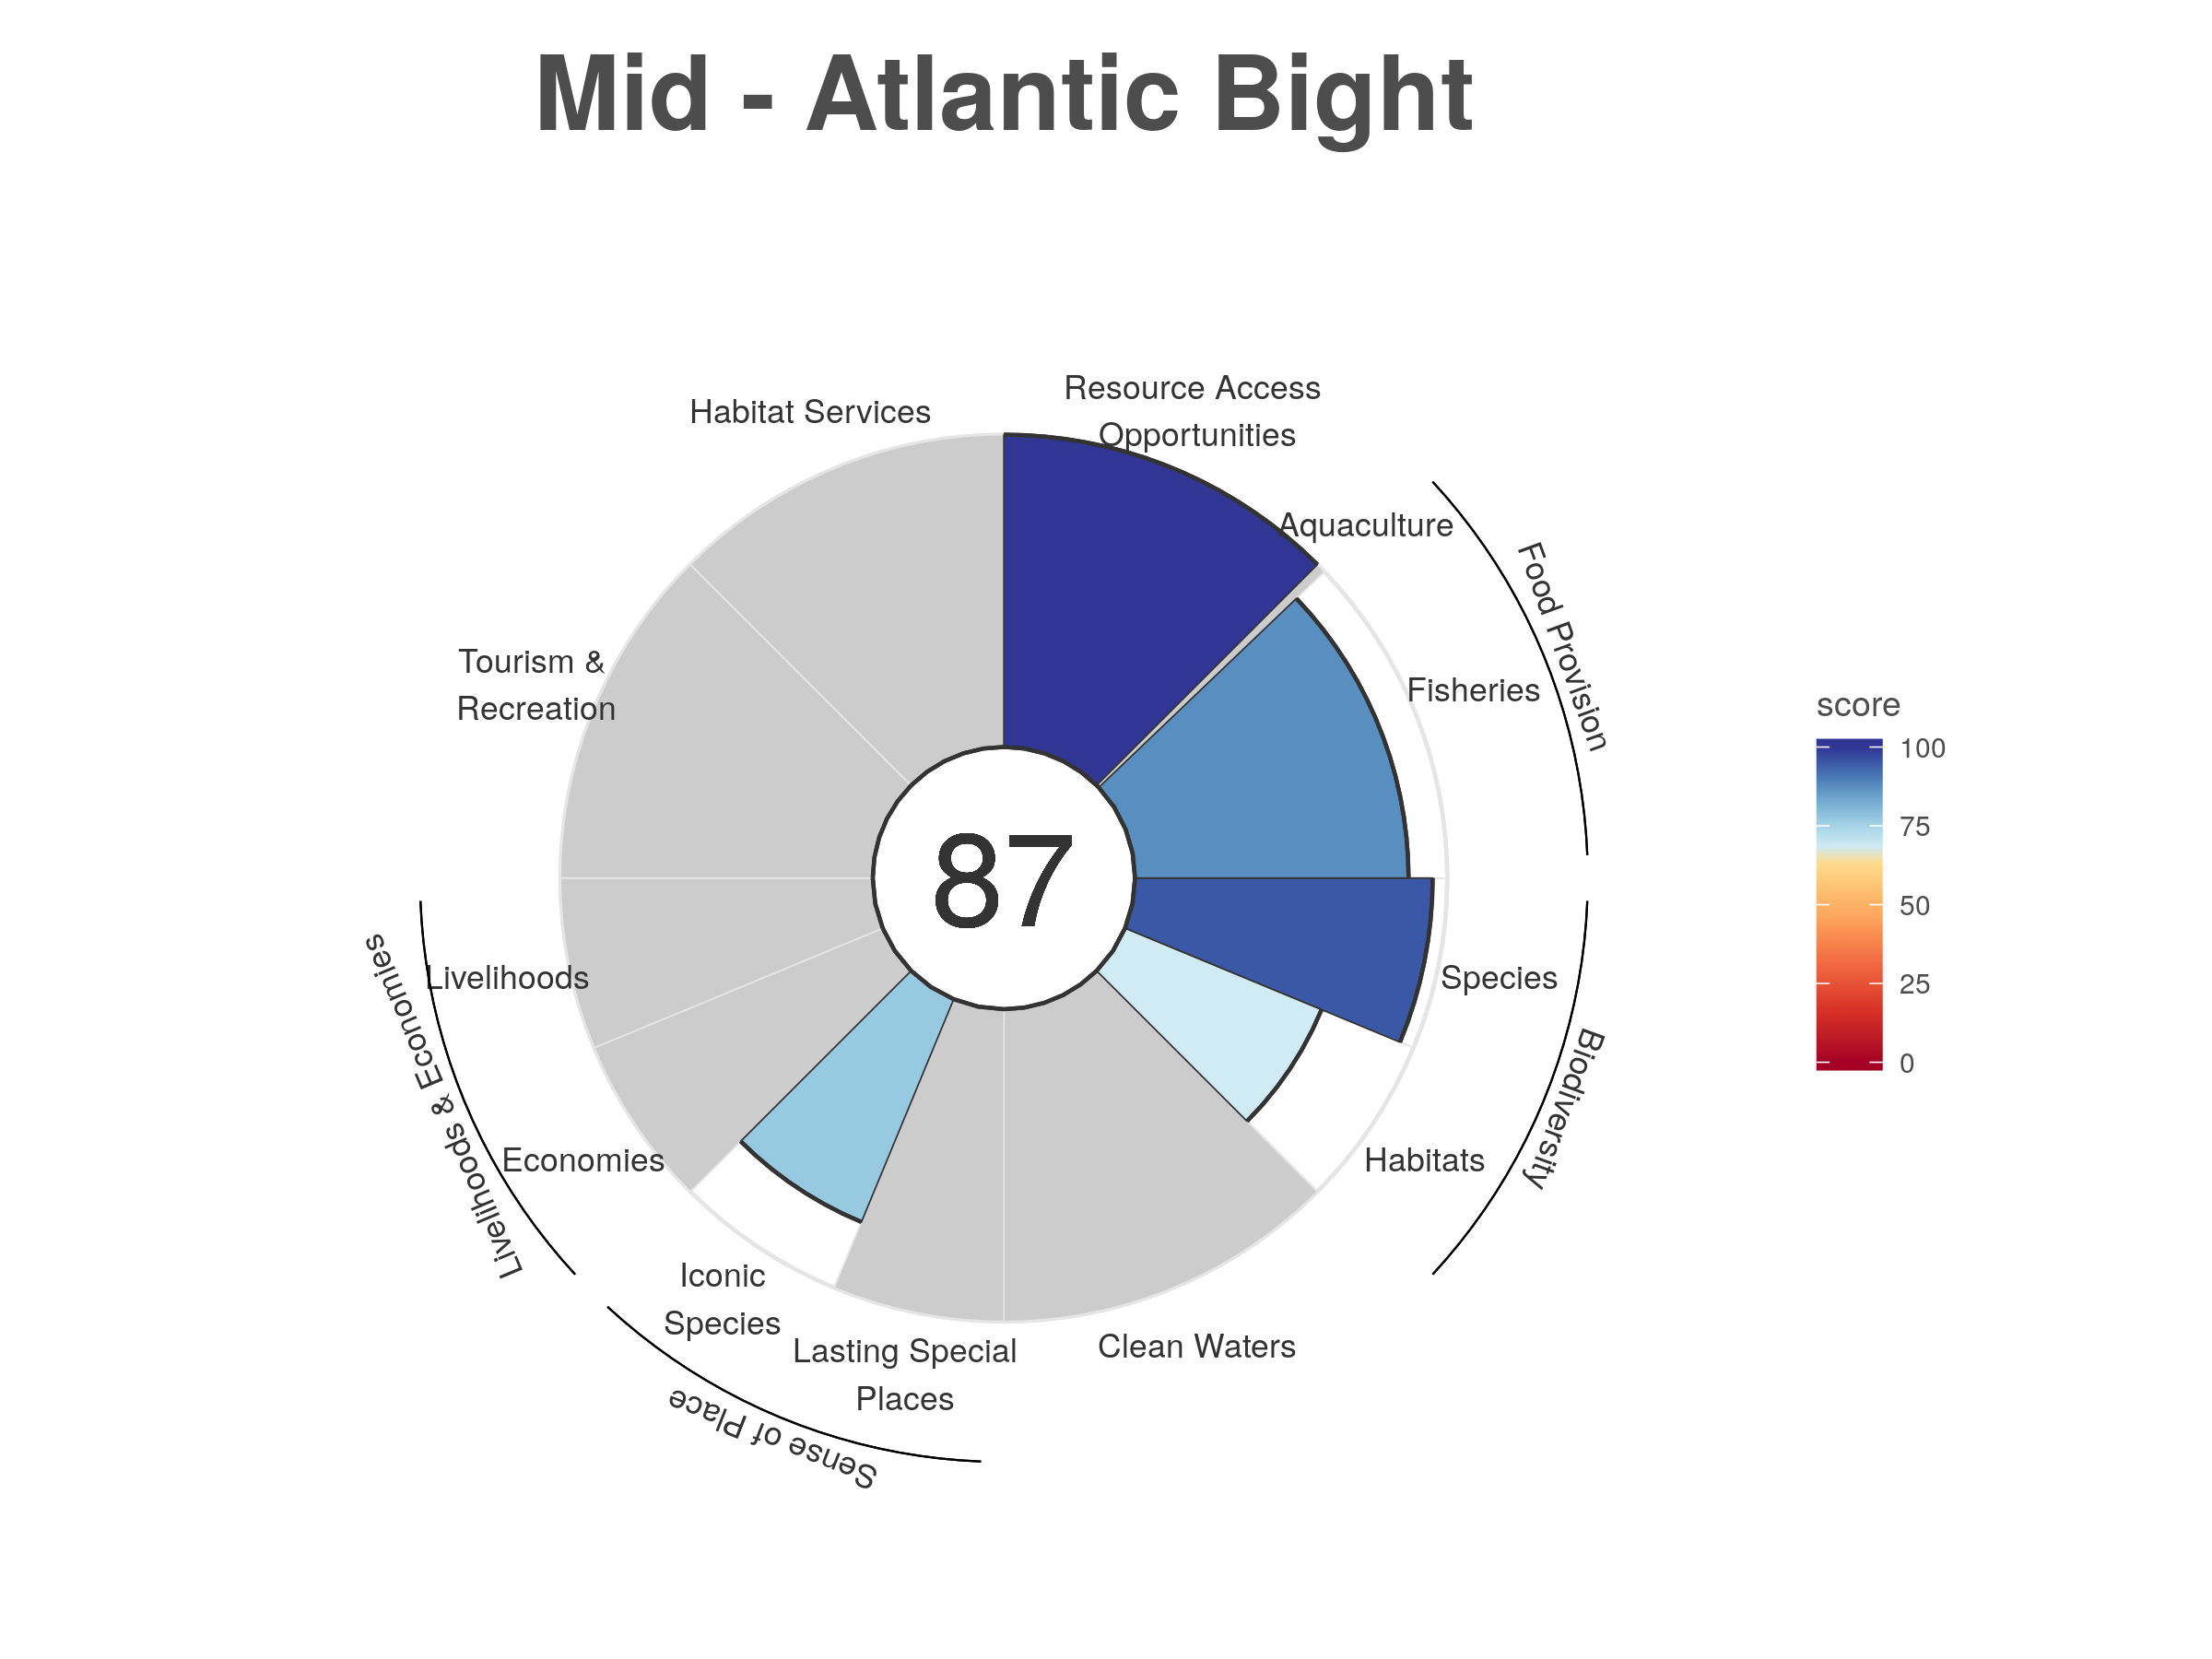 Mid - Atlantic Bight
Resource Access
Opportunities
Habitat Services
Aquaculture
Food Provision
Tourism &
Recreation
Fisheries
score
100
75
50
25
0
87
Species
Livelihoods
Livelihoods & Economies
Biodiversity
Economies
Habitats
Iconic
Species
Lasting Special
Places
Clean Waters
Sense of Place